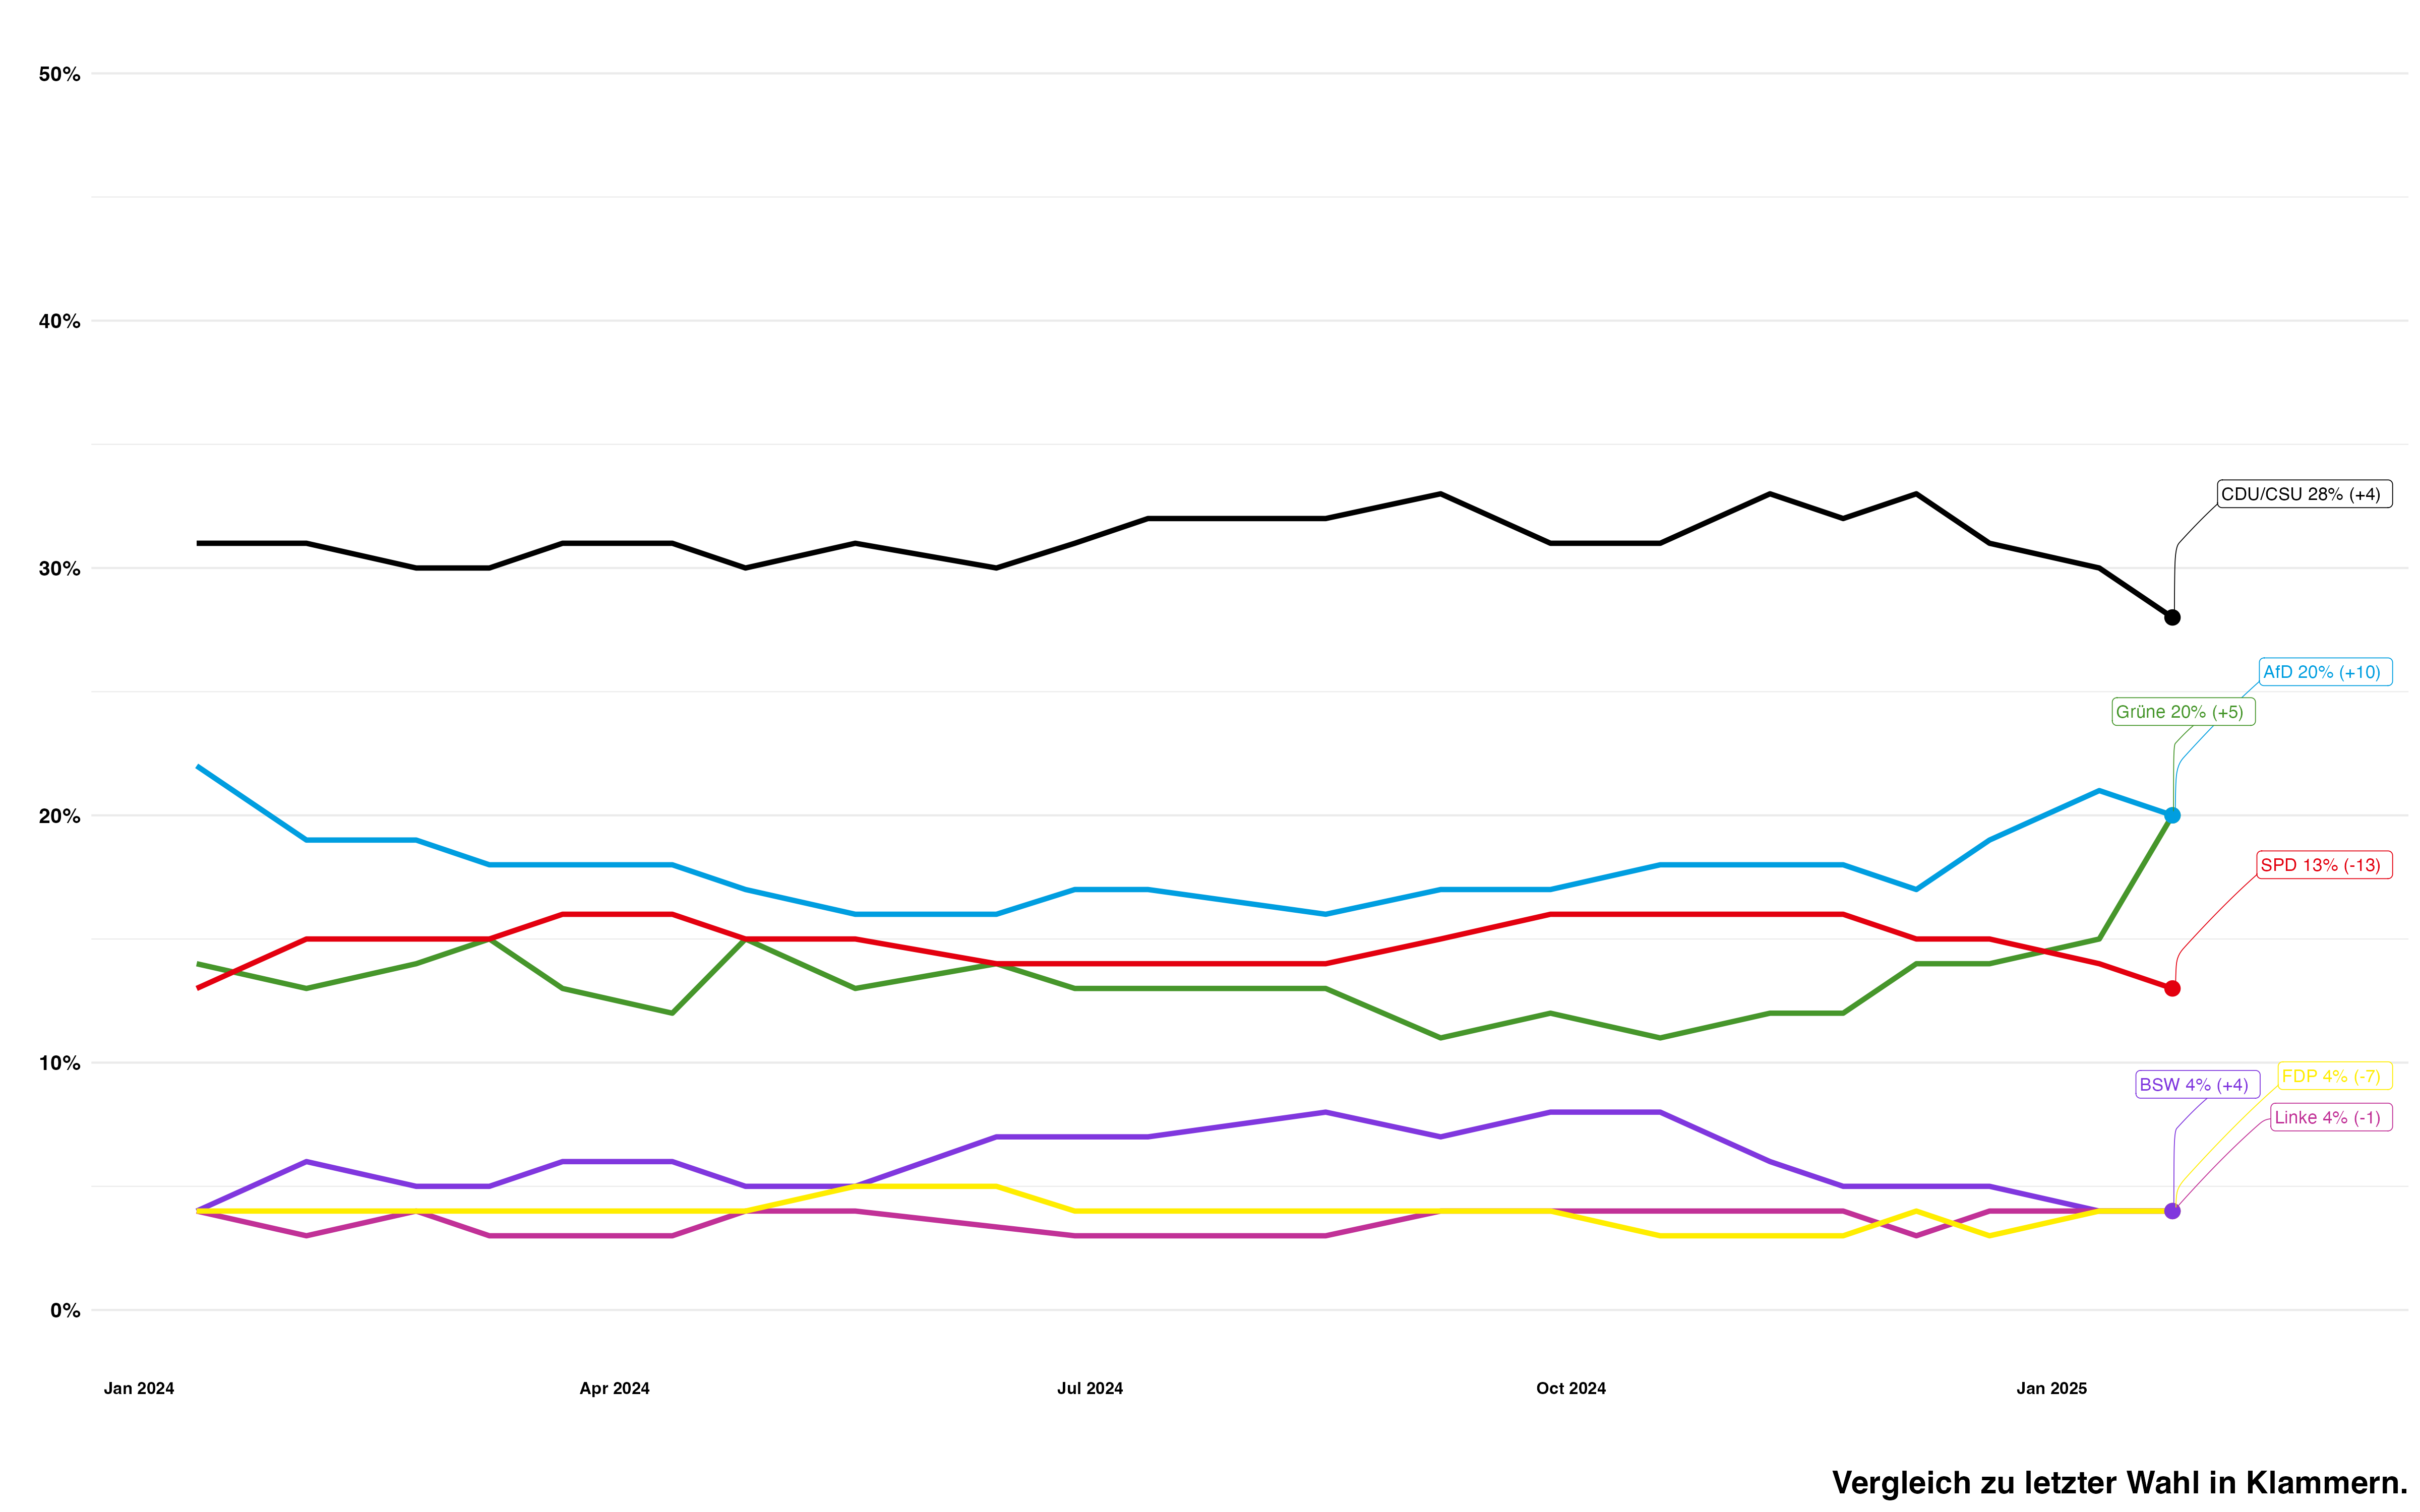 50%
40%
30%
20%
10%
0%
CDU/CSU 28% (+4)
AfD 20% (+10)
Grüne 20% (+5)
SPD 13% (-13)
FDP 4% (-7)
BSW 4% (+4)
Linke 4% (-1)
Jan 2024
Apr 2024
Jul 2024
Oct 2024
Jan 2025
Vergleich zu letzter Wahl in Klammern.